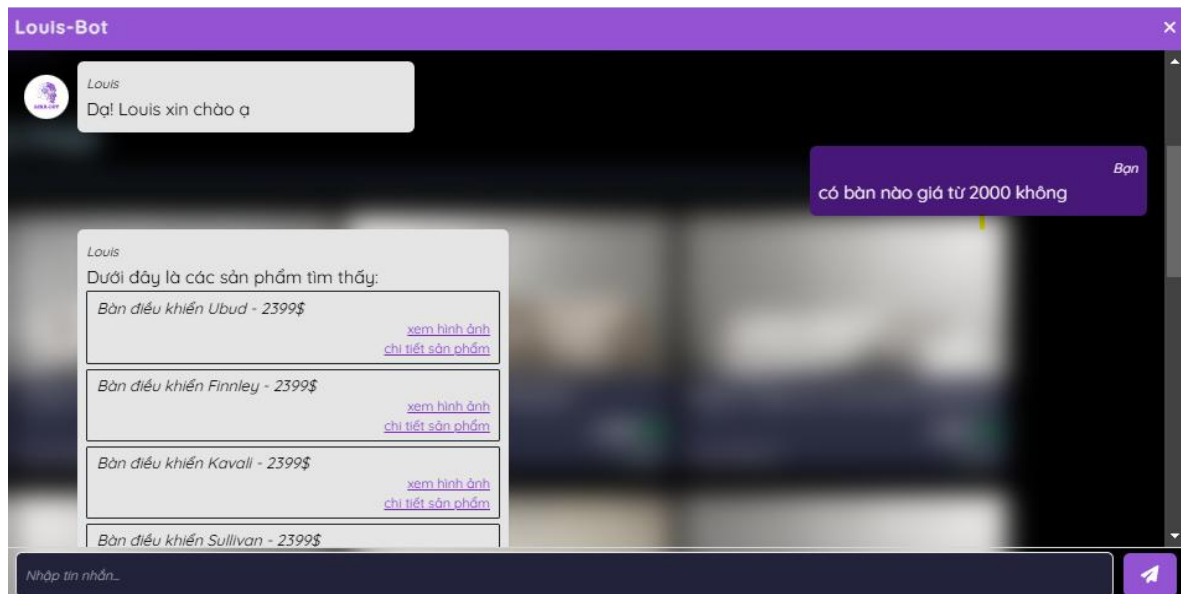 Louis-Bot
Louis
Dạ! Louis xin chào ạ
Bạn
có bàn nào giá từ 2000 không
Louis
Dưới đây là các sản phẩm tìm thấy:
Bàn điều khiển Ubud - 2399$
xem hình ảnh
chi tiết sản phẩm
Bàn điều khiển Finnley - 2399$
xem hình ảnh
chi tiết sản phẩm
Bàn điều khiển Kavali - 2399$
xem hình ảnh
chi tiết sản phẩm
Bàn điều khiển Sullivan - 2399$
Nhập tin nhắn...